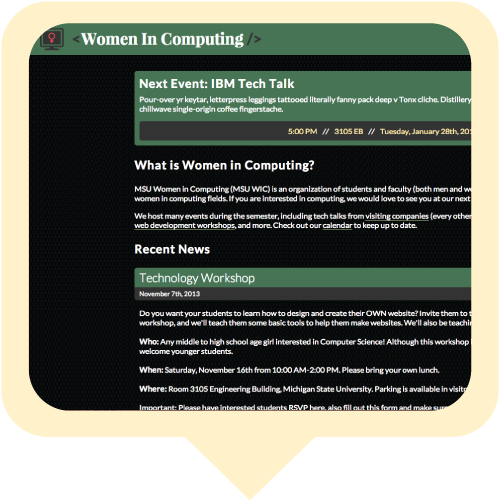 <Women In Computing />
Next Event: IBM Tech Talk
Pour-over yr keytar, letterpress leggings tattooed literally fanny pack deep v Tonx cliche. Distillery
chillwave single-origin coffee fingerstache.
5:00 PM // 3105 EB // Tuesday, January 28th, 201
What is Women in Computing?
MSU Women in Computing (MSU WIC) is an organization of students and faculty (both men and
women in computing fields. If you are interested in computing, we would love to see you at our next
We host many events during the semester, including tech talks from visiting companies (every other
web development workshops, and more. Check out our calendar to keep up to date.
Recent News
Technology Workshop
November 7th, 2013
Do you want your students to learn how to design and create their OWN website? Invite them to
workshop, and we'll teach them some basic tools to help them make websites. We'll also be
Who: Any middle to high school age girl interested in Computer Science! Although this workshop
welcome younger students.
When: Saturday, November 16th from 10:00 AM-2:00 PM. Please bring your own lunch.
Where: Room 3105 Engineering Building, Michigan State University. Parking is available in
Important: Please have interested students RSVP here, also fill out this form and make